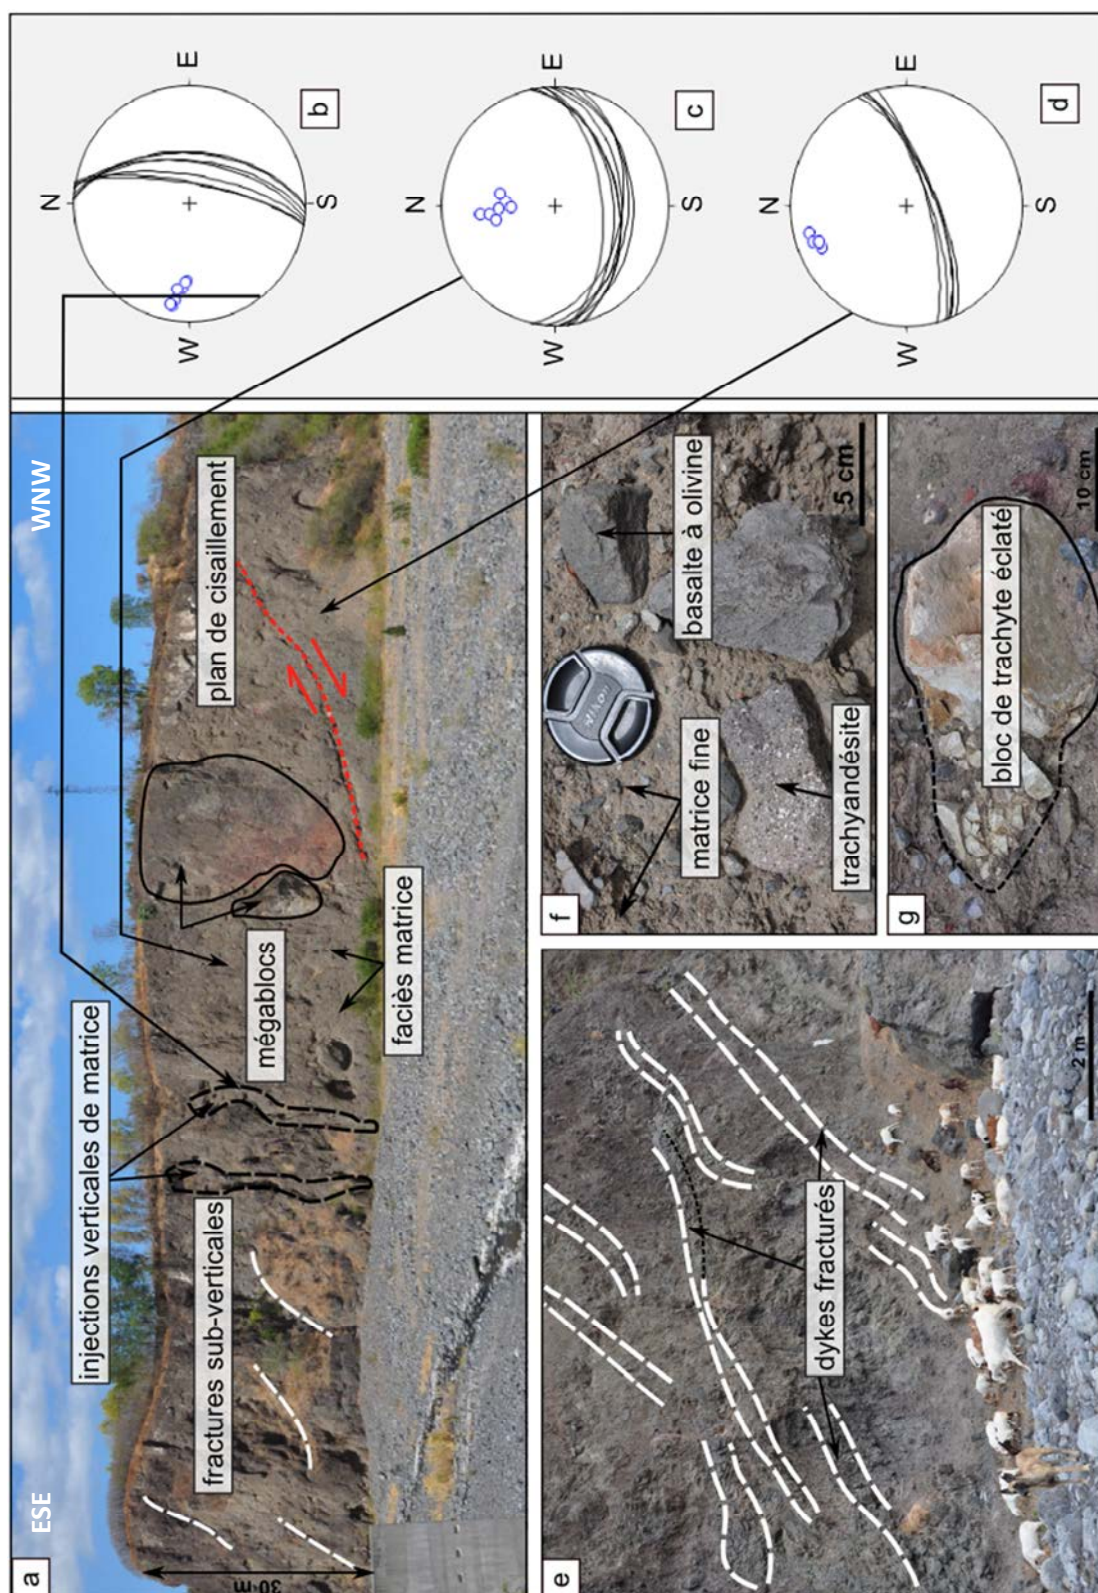 a
ESE
WNW
30 m
injections verticales de matrice
fractures sub-verticales
mégablocs
faciès matrice
plan de cisaillement
N
E
S
W
b
N
E
S
W
c
N
E
S
W
d
e
dykes fracturés
2 m
f
matrice fine
basalte à olivine
trachyandésite
5 cm
g
bloc de trachyte éclaté
10 cm